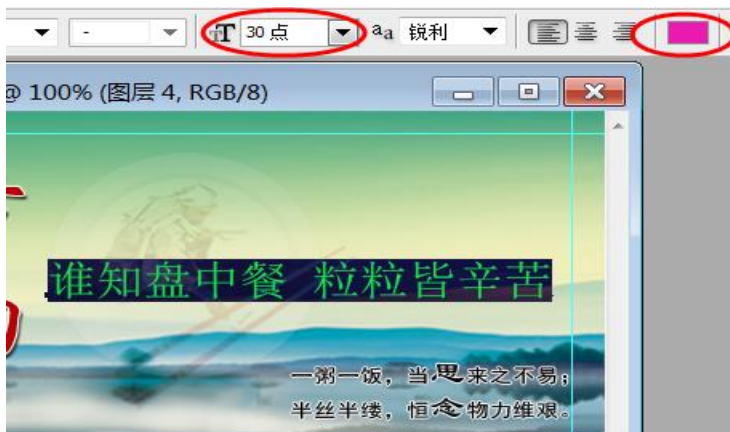 - 30 点 aa 锐利
@ 100% (图层 4, RGB/8)
谁知盘中餐 粒粒皆辛苦
一粥一饭，当思来之不易；
半丝半缕，恒念物力维艰。